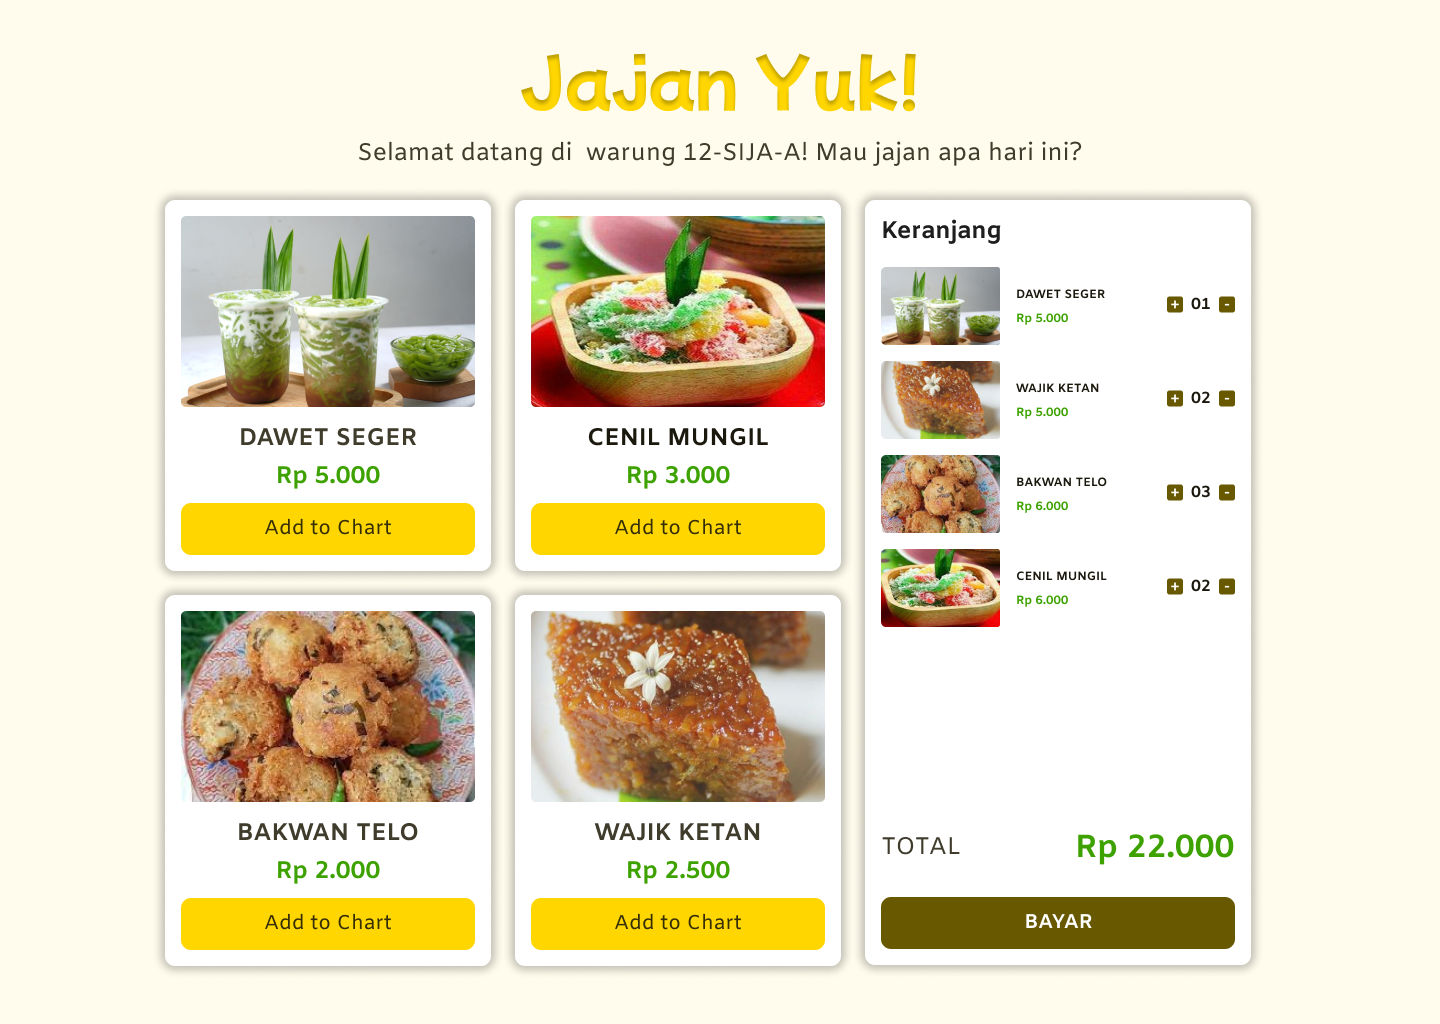 Jajan Yuk!
Selamat datang di  warung 12-SIJA-A! Mau jajan apa hari ini?
DAWET SEGER
Rp 5.000
Add to Chart
CENIL MUNGIL
Rp 3.000
Add to Chart
BAKWAN TELO
Rp 2.000
Add to Chart
WAJIK KETAN
Rp 2.500
Add to Chart
Keranjang
DAWET SEGER
Rp 5.000
+ 01 -
WAJIK KETAN
Rp 5.000
+ 02 -
BAKWAN TELO
Rp 6.000
+ 03 -
CENIL MUNGIL
Rp 6.000
+ 02 -
TOTAL Rp 22.000
BAYAR